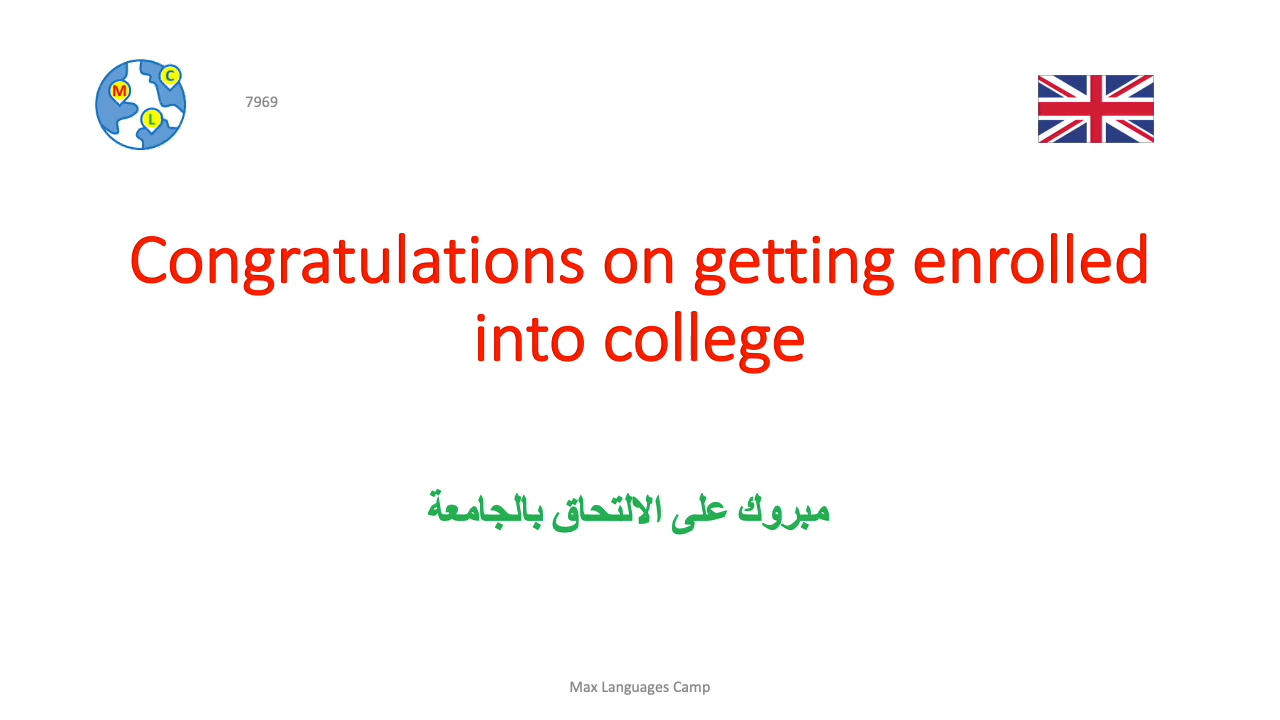 M
C
L
7969
Congratulations on getting enrolled
into college
مبروك على الالتحاق بالجامعة
Max Languages Camp